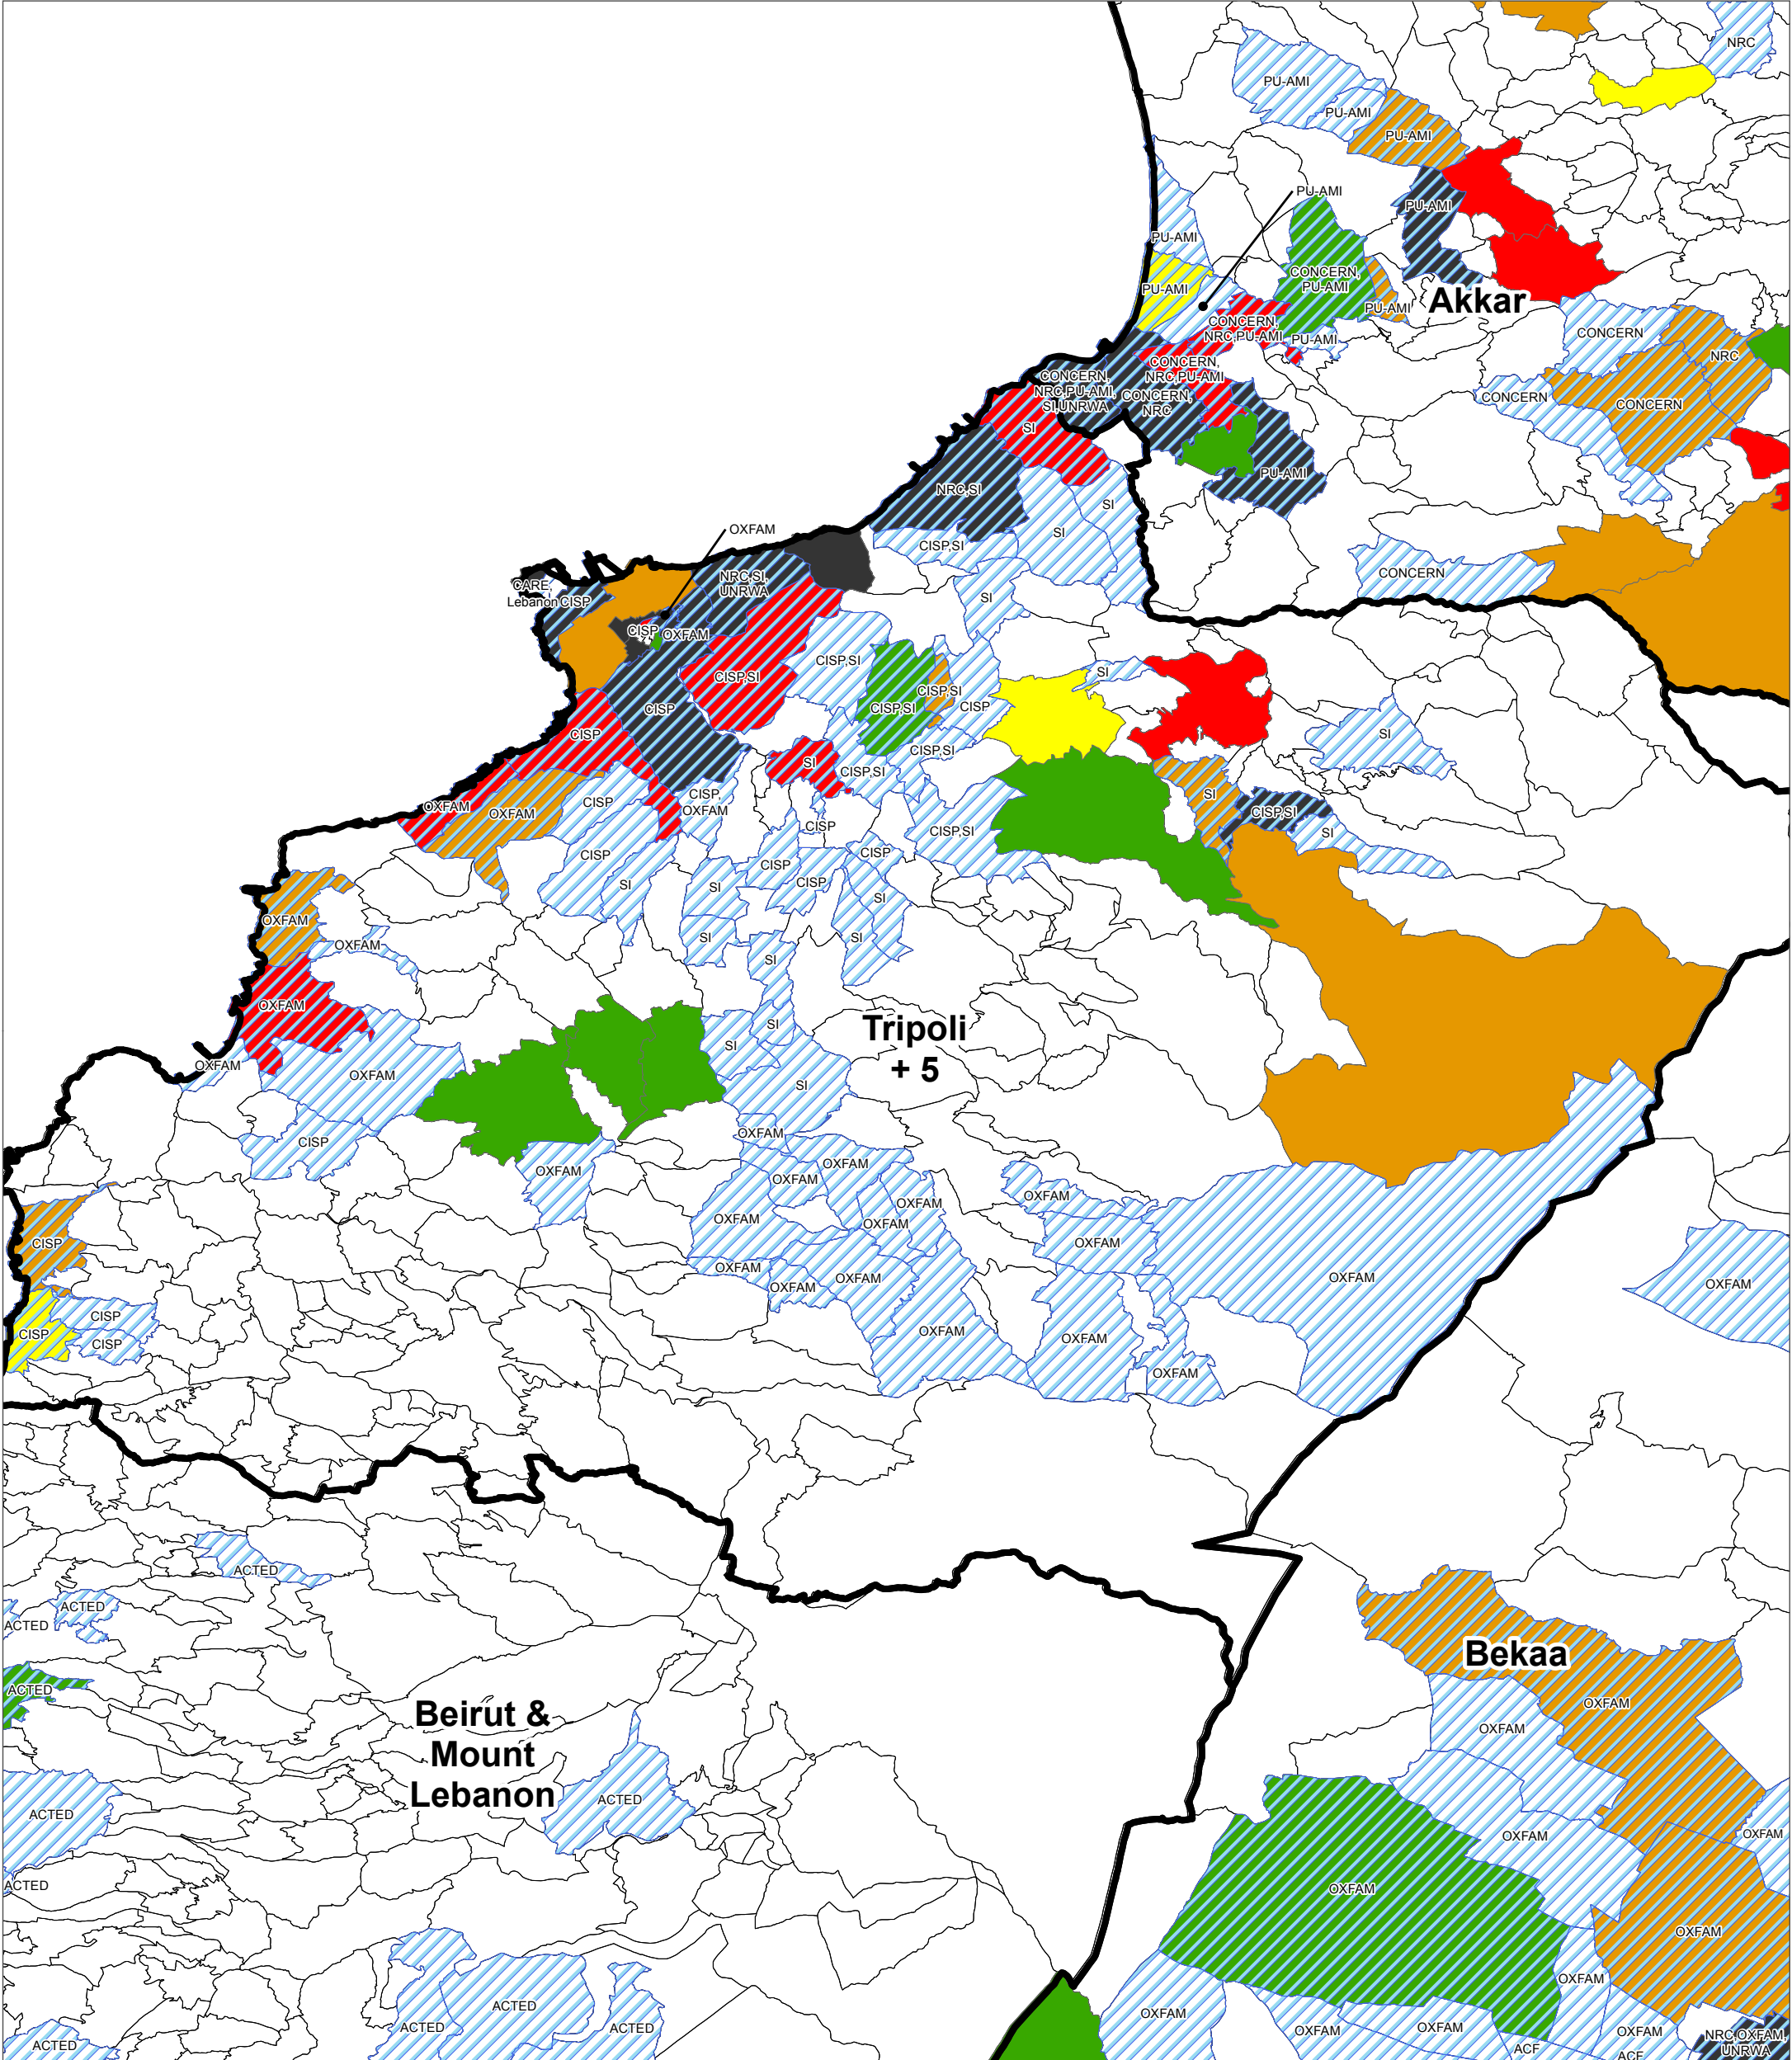 NRC
PU-AMI
PU-AMI
PU-AMI
PU-AMI
PU-AMI
PU-AMI
CONCERN,
PU-AMI
PU-AMI
PU-AMI
Akkar
CONCERN,
NRC,PU-AMI
PU-AMI
CONCERN
NRC
CONCERN,
NRC,PU-AMI
CONCERN,
NRC,PU-AMI,
SI,UNRWA
CONCERN,
NRC
CONCERN
CONCERN
SI
PU-AMI
NRC,SI
SI
SI
OXFAM
CISP,SI
CONCERN
NRC,SI,
UNRWA
CARE
Lebanon
CISP
SI
CISP
OXFAM
CISP,SI
SI
CISP,SI
CISP,SI
CISP,SI
CISP
CISP
SI
CISP
CISP,SI
SI
CISP,SI
SI
CISP,
OXFAM
CISP
OXFAM
OXFAM
CISP,SI
SI
CISP,SI
SI
CISP
CISP
CISP
CISP
CISP
SI
SI
SI
OXFAM
SI
SI
OXFAM
SI
OXFAM
SI
Tripoli
+ 5
SI
OXFAM
OXFAM
SI
CISP
OXFAM
OXFAM
OXFAM
OXFAM
OXFAM
OXFAM
OXFAM
OXFAM
OXFAM
CISP
OXFAM
OXFAM
OXFAM
OXFAM
OXFAM
OXFAM
CISP
CISP
CISP
OXFAM
OXFAM
OXFAM
ACTED
ACTED
ACTED
Bekaa
ACTED
OXFAM
OXFAM
Beirut &
Mount
Lebanon
ACTED
ACTED
OXFAM
OXFAM
ACTED
OXFAM
OXFAM
OXFAM
ACTED
OXFAM
ACTED
ACTED
OXFAM
OXFAM
OXFAM
ACTED
NRC,OXFAM,
UNRWA
ACF
ACF